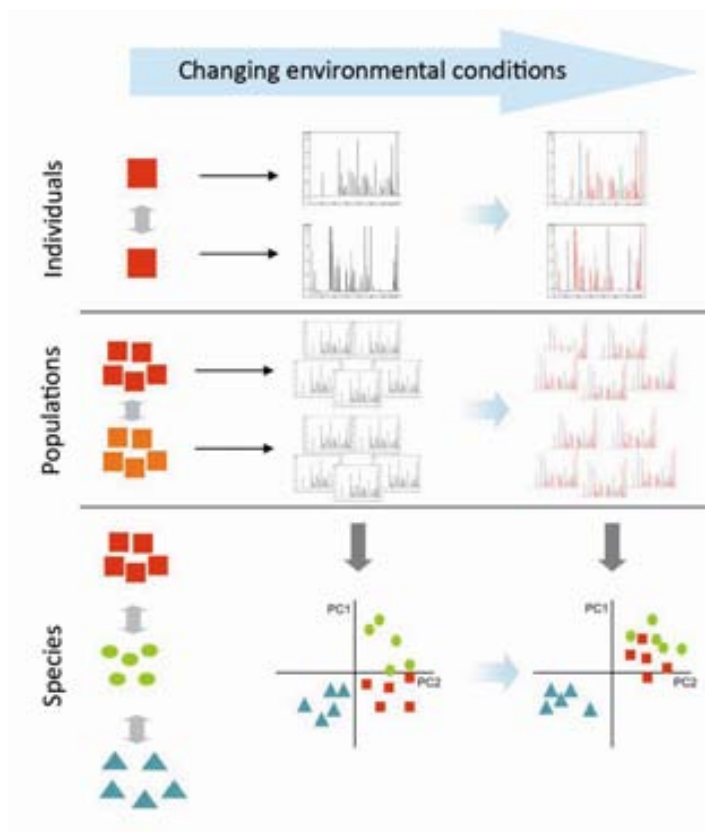 Changing environmental conditions
Individuals
Populations
Species
PC1
PC2
PC1
PC2